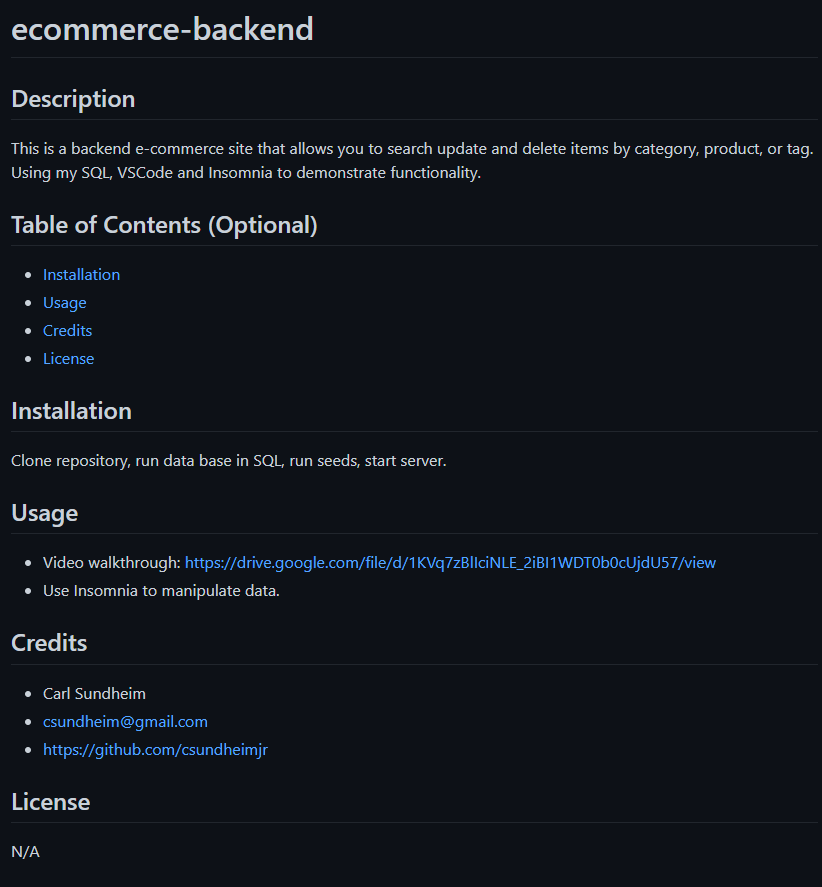 ecommerce-backend
Description
This is a backend e-commerce site that allows you to search update and delete items by category, product, or tag.
Using my SQL, VSCode and Insomnia to demonstrate functionality.
Table of Contents (Optional)
Installation
Usage
Credits
License
Installation
Clone repository, run data base in SQL, run seeds, start server.
Usage
Video walkthrough: https://drive.google.com/file/d/1KVq7zBlIciNLE_2iBI1WDT0b0cUjdU57/view
Use Insomnia to manipulate data.
Credits
Carl Sundheim
csundheim@gmail.com
https://github.com/csundheimjr
License
N/A